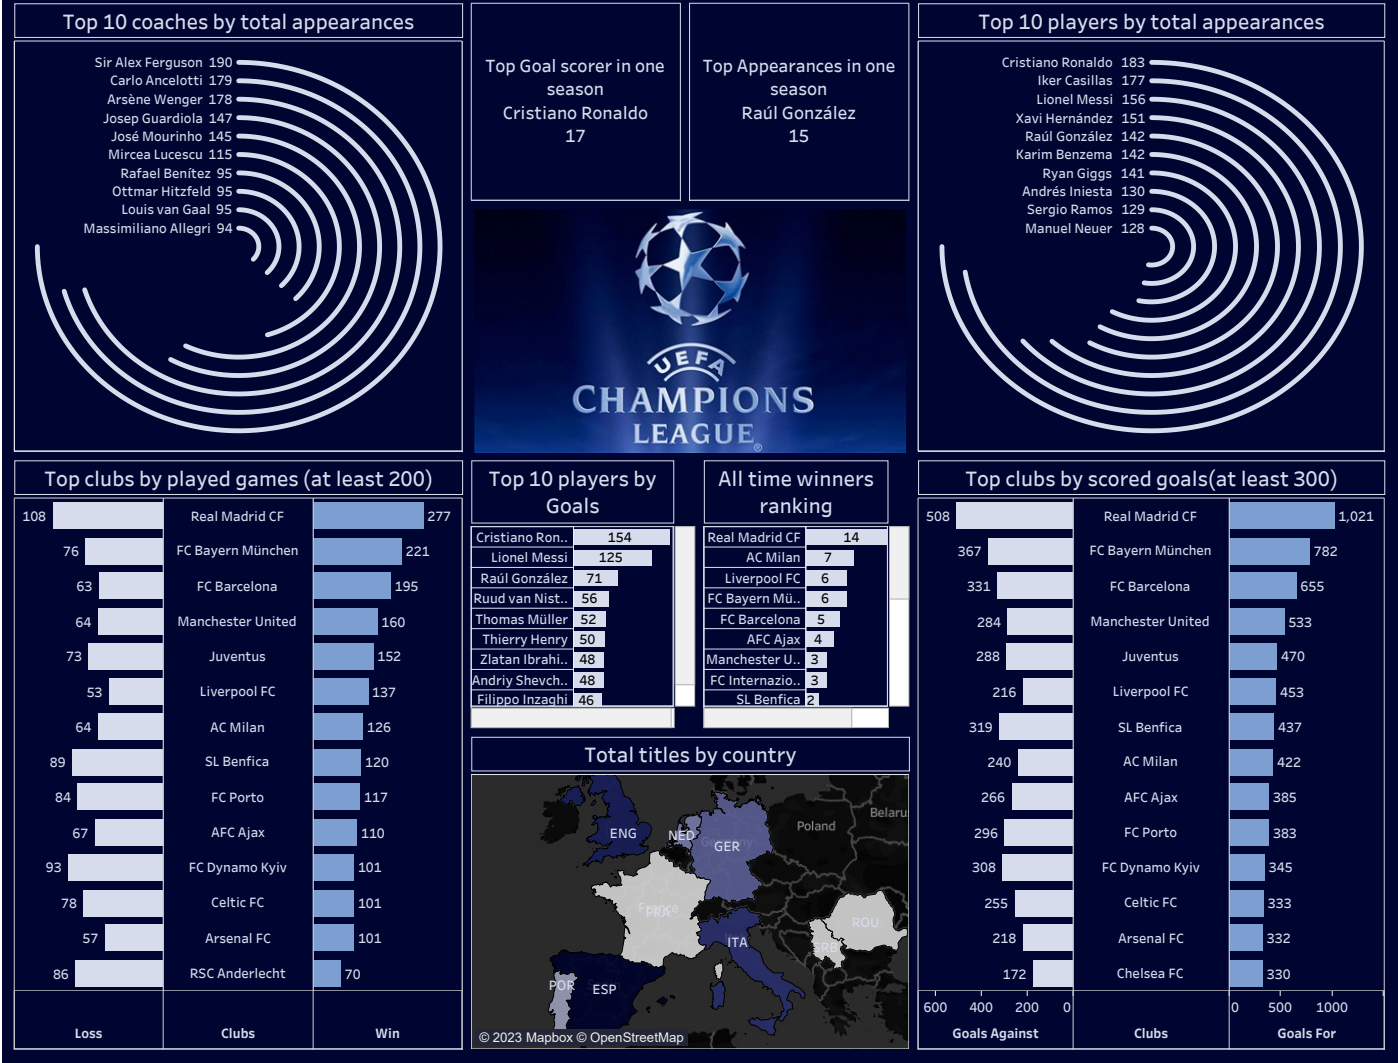 Top 10 coaches by total appearances
Sir Alex Ferguson 190
Carlo Ancelotti 179
Arsène Wenger 178
Josep Guardiola 147
José Mourinho 145
Mircea Lucescu 115
Rafael Benítez 95
Ottmar Hitzfeld 95
Louis van Gaal 95
Massimiliano Allegri 94
Top Goal scorer in one
season
Cristiano Ronaldo
17
Top Appearances in one
season
Raúl González
15
UEFA
CHAMPIONS
LEAGUE®
Top 10 players by total appearances
Cristiano Ronaldo 183
Iker Casillas 177
Lionel Messi 156
Xavi Hernández 151
Raúl González 142
Karim Benzema 142
Ryan Giggs 141
Andrés Iniesta 130
Sergio Ramos 129
Manuel Neuer 128
Top clubs by played games (at least 200)
108 Real Madrid CF 277
76 FC Bayern München 221
63 FC Barcelona 195
64 Manchester United 160
73 Juventus 152
53 Liverpool FC 137
64 AC Milan 126
89 SL Benfica 120
84 FC Porto 117
67 AFC Ajax 110
93 FC Dynamo Kyiv 101
78 Celtic FC 101
57 Arsenal FC 101
86 RSC Anderlecht 70
Loss Clubs Win
Top 10 players by
Goals
Cristiano Ron.. 154
Lionel Messi 125
Raúl González 71
Ruud van Nist.. 56
Thomas Müller 52
Thierry Henry 50
Zlatan Ibrahi.. 48
Andriy Shevch.. 48
Filippo Inzaghi 46
All time winners
ranking
Real Madrid CF 14
AC Milan 7
Liverpool FC 6
FC Bayern Mü.. 6
FC Barcelona 5
AFC Ajax 4
Manchester U.. 3
FC Internazio.. 3
SL Benfica 2
Total titles by country
Poland
Belaru
ENG
NED
Germany
GER
France
FRA
ROU
SRB
ITA
POR
ESP
© 2023 Mapbox © OpenStreetMap
Top clubs by scored goals(at least 300)
508 Real Madrid CF 1,021
367 FC Bayern München 782
331 FC Barcelona 655
284 Manchester United 533
288 Juventus 470
216 Liverpool FC 453
319 SL Benfica 437
240 AC Milan 422
266 AFC Ajax 385
296 FC Porto 383
308 FC Dynamo Kyiv 345
255 Celtic FC 333
218 Arsenal FC 332
172 Chelsea FC 330
600 400 200 0 0 500 1000
Goals Against Clubs Goals For